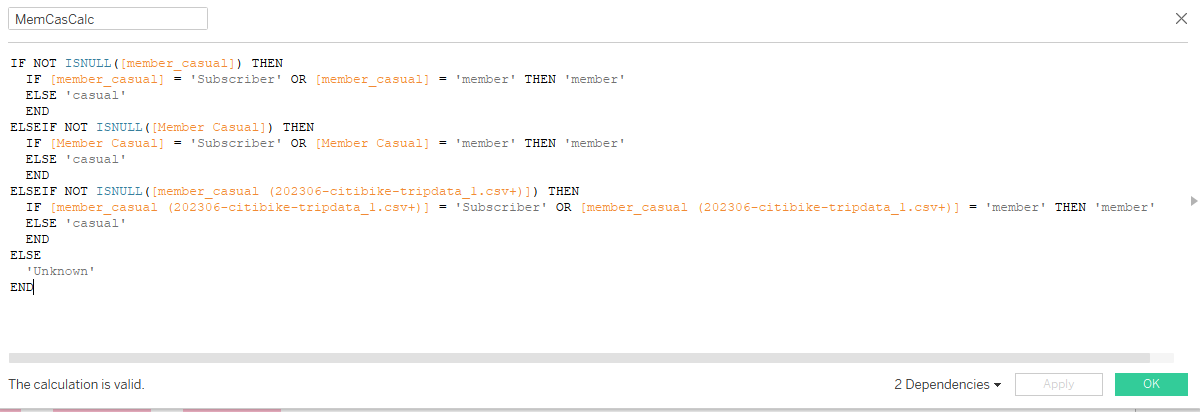 MemCasCalc
IF NOT ISNULL([member_casual]) THEN
IF [member_casual] = 'Subscriber' OR [member_casual] = 'member' THEN 'member'
ELSE 'casual'
END
ELSEIF NOT ISNULL([Member Casual]) THEN
IF [Member Casual] = 'Subscriber' OR [Member Casual] = 'member' THEN 'member'
ELSE 'casual'
END
ELSEIF NOT ISNULL([member_casual (202306-citibike-tripdata_1.csv+)]) THEN
IF [member_casual (202306-citibike-tripdata_1.csv+)] = 'Subscriber' OR [member_casual (202306-citibike-tripdata_1.csv+)] = 'member' THEN 'member'
ELSE 'casual'
END
ELSE
'Unknown'
END
The calculation is valid.
2 Dependencies
Apply
OK